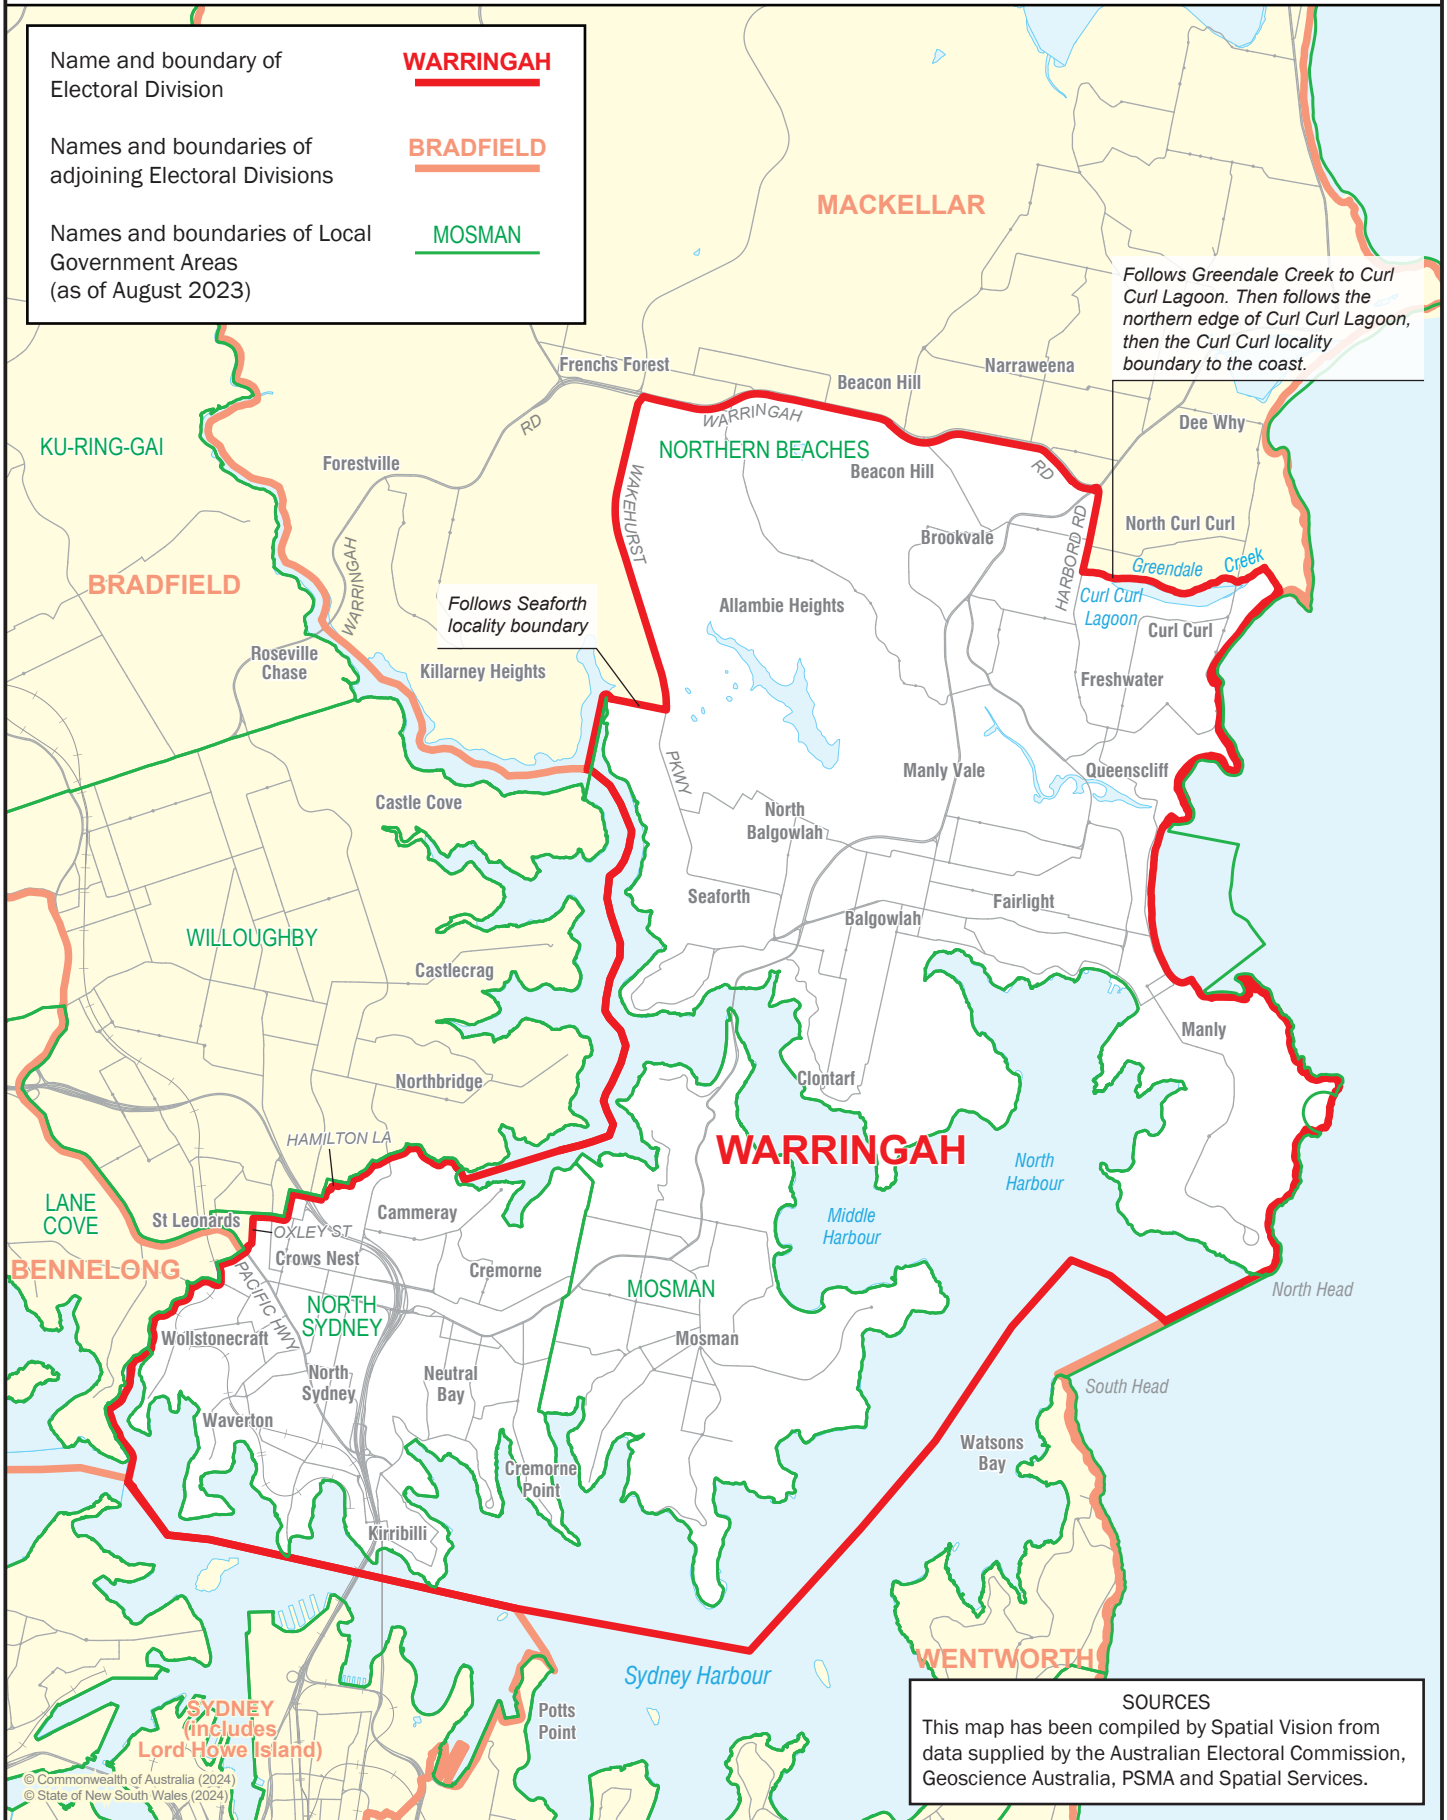 Name and boundary of
Electoral Division
WARRINGAH
Names and boundaries of
adjoining Electoral Divisions
BRADFIELD
Names and boundaries of Local
Government Areas
(as of August 2023)
MOSMAN
MACKELLAR
Follows Greendale Creek to Curl
Curl Lagoon. Then follows the
northern edge of Curl Curl Lagoon,
then the Curl Curl locality
boundary to the coast.
Frenchs Forest
Beacon Hill
Narraweena
Dee Why
WARRINGAH
RD
RD
KU-RING-GAI
NORTHERN BEACHES
Forestville
Beacon Hill
WAKEHURST
Brookvale
HARBORD RD
North Curl Curl
Greendale
Creek
BRADFIELD
WARRINGAH
Follows Seaforth
locality boundary
Allambie Heights
Curl Curl
Lagoon
Curl Curl
Roseville
Chase
Killarney Heights
Freshwater
PKWY
Manly Vale
Queenscliff
Castle Cove
North
Balgowlah
Seaforth
Fairlight
Balgowlah
WILLOUGHBY
Castlecrag
Manly
Northbridge
Clontarf
HAMILTON LA
WARRINGAH
North
Harbour
LANE
COVE
St Leonards
OXLEY ST
Cammeray
Middle
Harbour
Crows Nest
BENNELONG
PACIFIC HWY
Cremorne
MOSMAN
North Head
NORTH
SYDNEY
Wollstonecraft
Mosman
North
Sydney
Neutral
Bay
South Head
Waverton
Watsons
Bay
Cremorne
Point
Kirribilli
WENTWORTH
Sydney Harbour
SYDNEY
(includes
Lord Howe Island)
Potts
Point
SOURCES
This map has been compiled by Spatial Vision from
data supplied by the Australian Electoral Commission,
Geoscience Australia, PSMA and Spatial Services.
© Commonwealth of Australia (2024)
© State of New South Wales (2024)